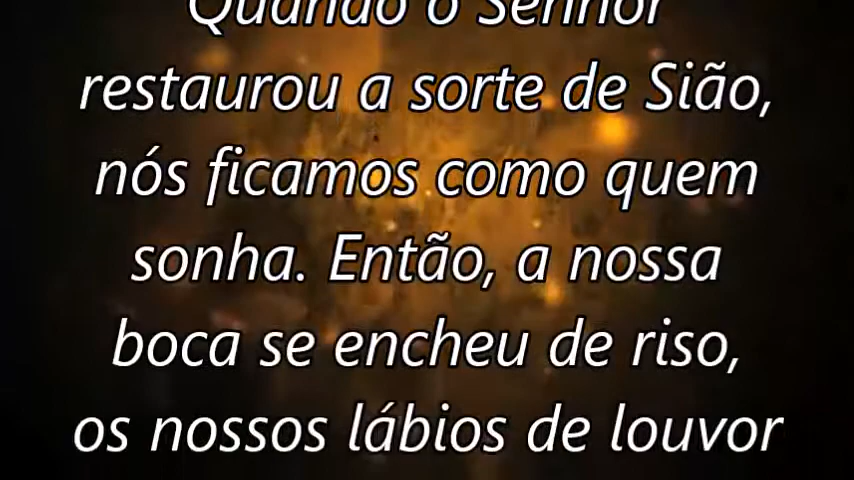 Quando o Senhor
restaurou a sorte de Sião,
nós ficamos como quem
sonha. Então, a nossa
boca se encheu de riso,
os nossos lábios de louvor